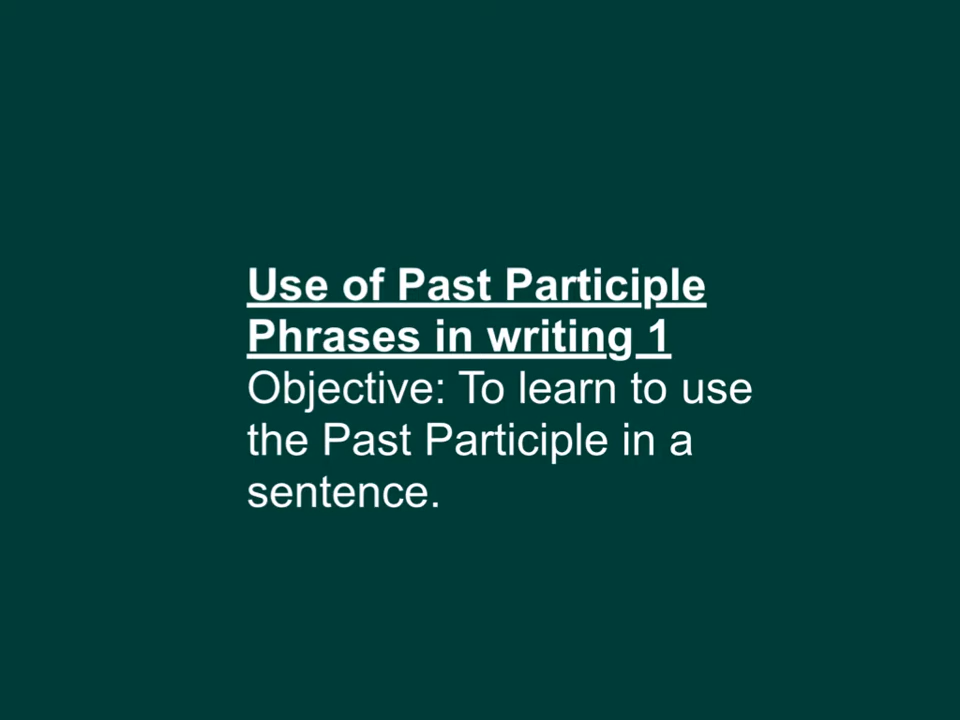 Use of Past Participle
Phrases in writing 1
Objective: To learn to use
the Past Participle in a
sentence.